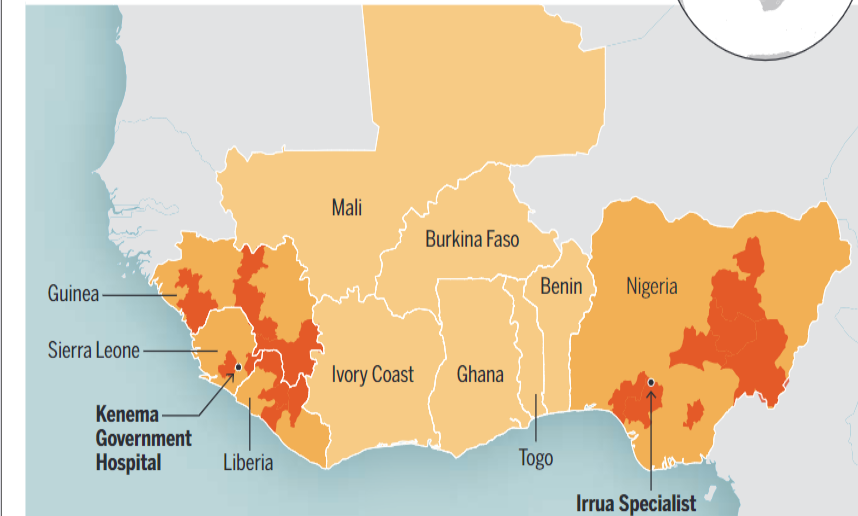 Mali
Burkina Faso
Benin
Nigeria
Guinea
Sierra Leone
Ivory Coast
Ghana
Kenema
Government
Hospital
Liberia
Togo
Irrua Specialist